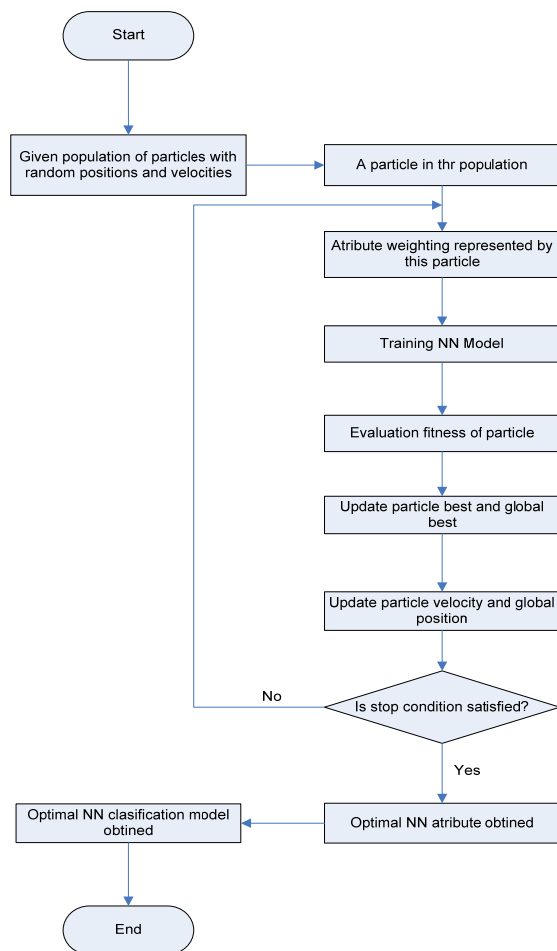 Start
Given population of particles with
random positions and velocities
A particle in thr population
Atribute weighting represented by
this particle
Training NN Model
Evaluation fitness of particle
Update particle best and global
best
Update particle velocity and global
position
Is stop condition satisfied?
No
Yes
Optimal NN atribute obtined
Optimal NN clasification model
obtined
End